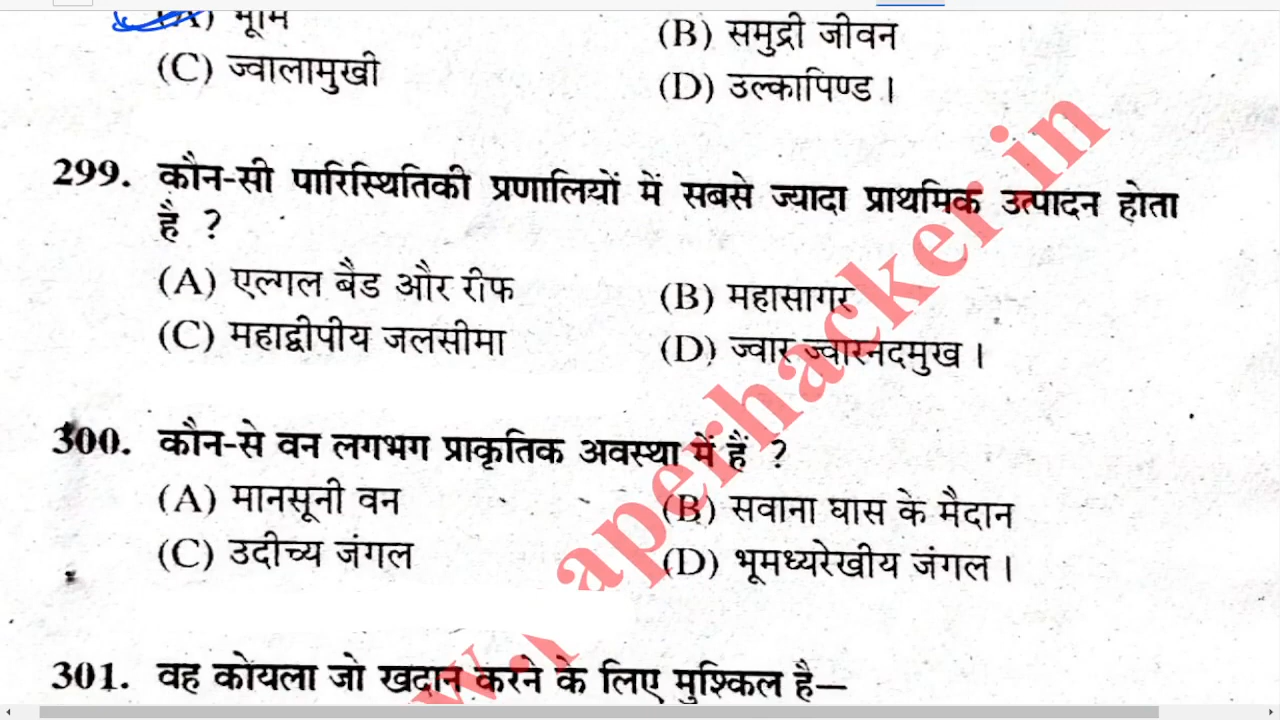 (A) भूमि
(B) समुद्री जीवन
(C) ज्वालामुखी
(D) उल्कापिण्ड ।
299. कौन-सी पारिस्थितिकी प्रणालियों में सबसे ज्यादा प्राथमिक उत्पादन होता
है ?
(A) एल्गल बैड और रीफ
(B) महासागर
(C) महाद्वीपीय जलसीमा
(D) ज्वार ज्वारनदमुख ।
300. कौन-से वन लगभग प्राकृतिक अवस्था में हैं ?
(A) मानसूनी वन
(B) सवाना घास के मैदान
(C) उदीच्य जंगल
(D) भूमध्यरेखीय जंगल ।
301. वह कोयला जो खदान करने के लिए मुश्किल है—
w.paperhacker in